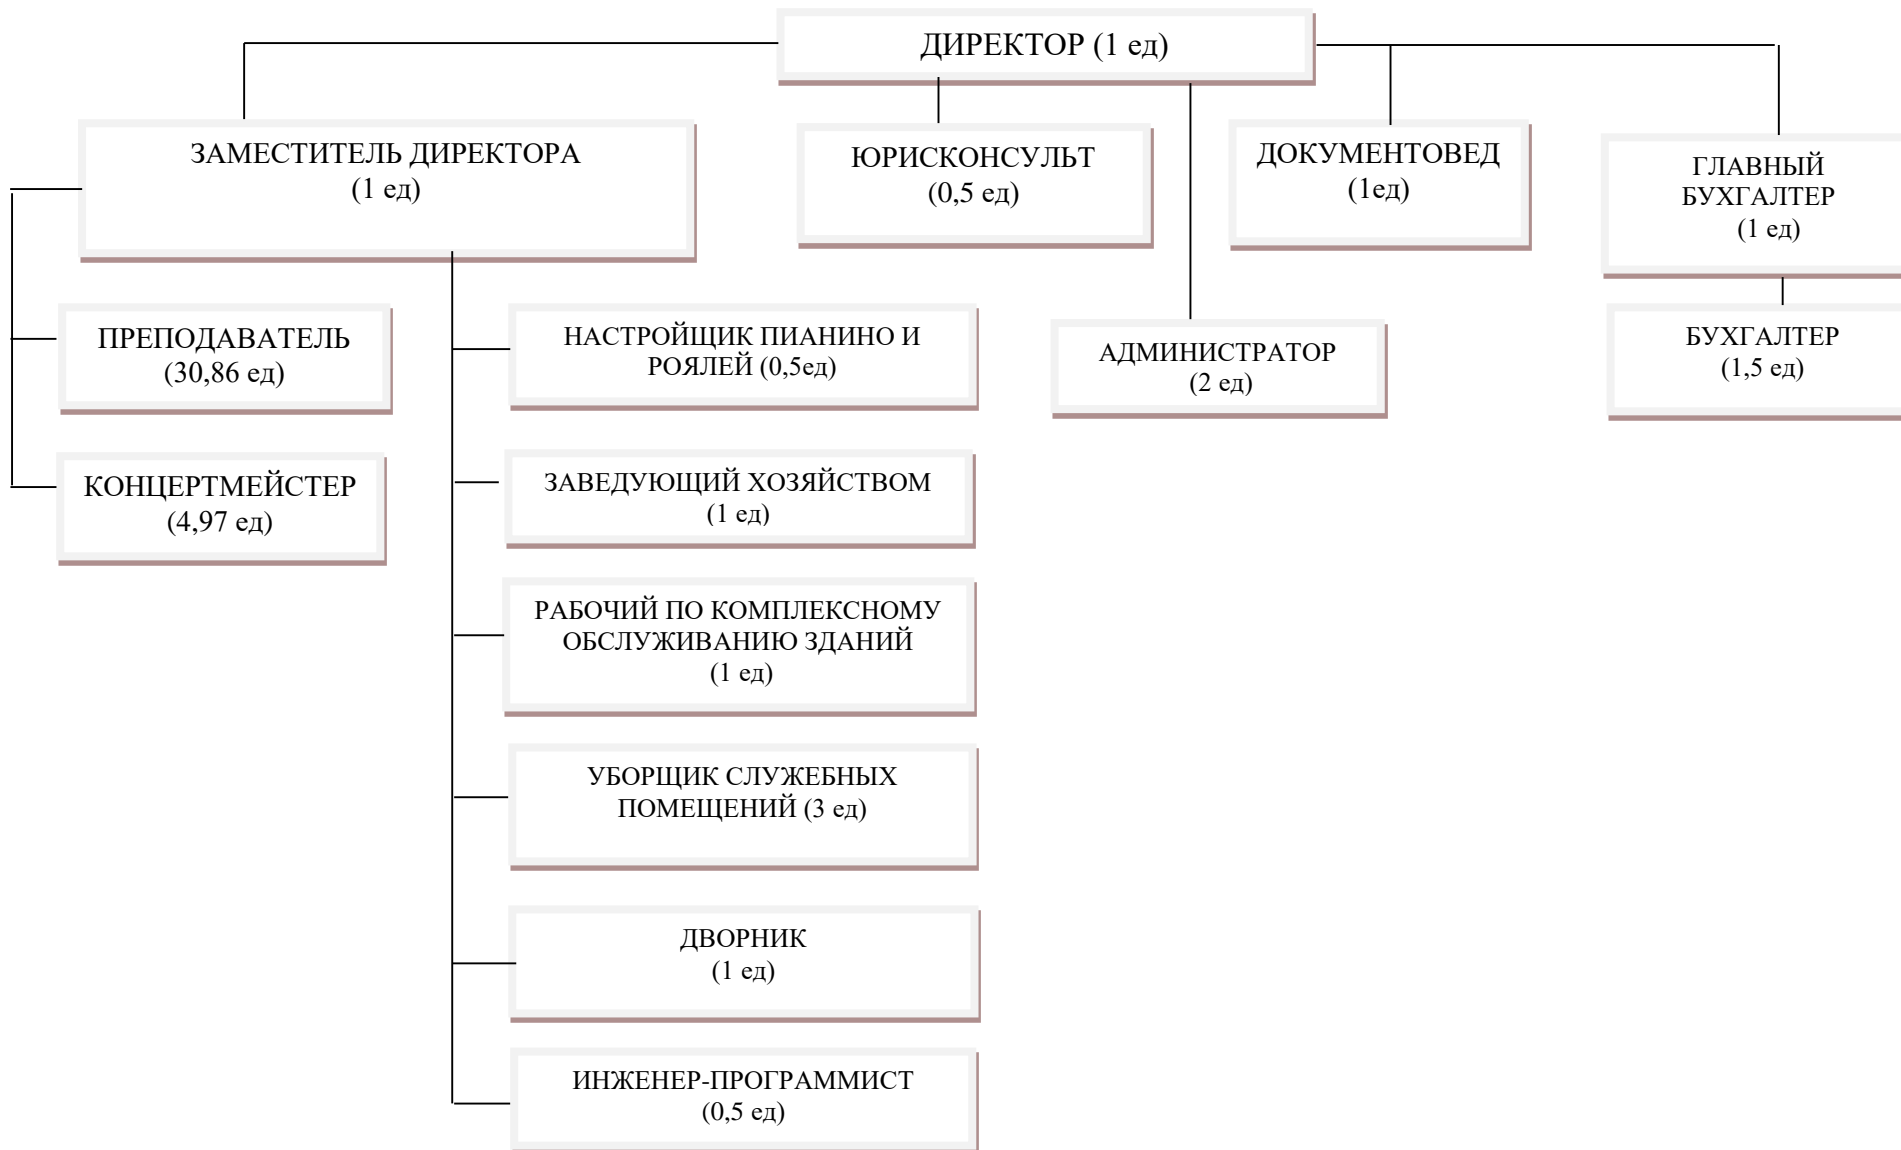 ДИРЕКТОР (1 ед)
ЗАМЕСТИТЕЛЬ ДИРЕКТОРА
(1 ед)
ЮРИСКОНСУЛЬТ
(0,5 ед)
ДОКУМЕНТОВЕД
(1ед)
ГЛАВНЫЙ
БУХГАЛТЕР
(1 ед)
ПРЕПОДАВАТЕЛЬ
(30,86 ед)
НАСТРОЙЩИК ПИАНИНО И
РОЯЛЕЙ (0,5ед)
АДМИНИСТРАТОР
(2 ед)
БУХГАЛТЕР
(1,5 ед)
КОНЦЕРТМЕЙСТЕР
(4,97 ед)
ЗАВЕДУЮЩИЙ ХОЗЯЙСТВОМ
(1 ед)
РАБОЧИЙ ПО КОМПЛЕКСНОМУ
ОБСЛУЖИВАНИЮ ЗДАНИЙ
(1 ед)
УБОРЩИК СЛУЖЕБНЫХ
ПОМЕЩЕНИЙ (3 ед)
ДВОРНИК
(1 ед)
ИНЖЕНЕР-ПРОГРАММИСТ
(0,5 ед)